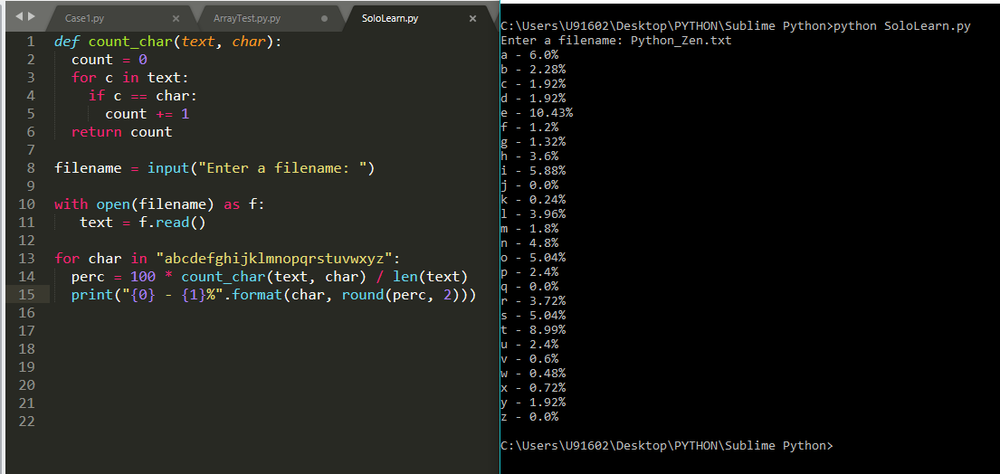 Case1.py ArrayTest.py.py SoloLearn.py
1 def count_char(text, char):
2 count = 0
3 for c in text:
4 if c == char:
5 count += 1
6 return count
7
8 filename = input("Enter a filename: ")
9
10 with open(filename) as f:
11 text = f.read()
12
13 for char in "abcdefghijklmnopqrstuvwxyz":
14 perc = 100 * count_char(text, char) / len(text)
15 print("{0} - {1}%".format(char, round(perc, 2)))
16
17
18
19
20
21
22
C:\Users\U91602\Desktop\PYTHON\Sublime Python>python SoloLearn.py
Enter a filename: Python_Zen.txt
a - 6.0%
b - 2.28%
c - 1.92%
d - 1.92%
e - 10.43%
f - 1.2%
g - 1.32%
h - 3.6%
i - 5.88%
j - 0.0%
k - 0.24%
l - 3.96%
m - 1.8%
n - 4.8%
o - 5.04%
p - 2.4%
q - 0.0%
r - 3.72%
s - 5.04%
t - 8.99%
u - 2.4%
v - 0.6%
w - 0.48%
x - 0.72%
y - 1.92%
z - 0.0%
C:\Users\U91602\Desktop\PYTHON\Sublime Python>